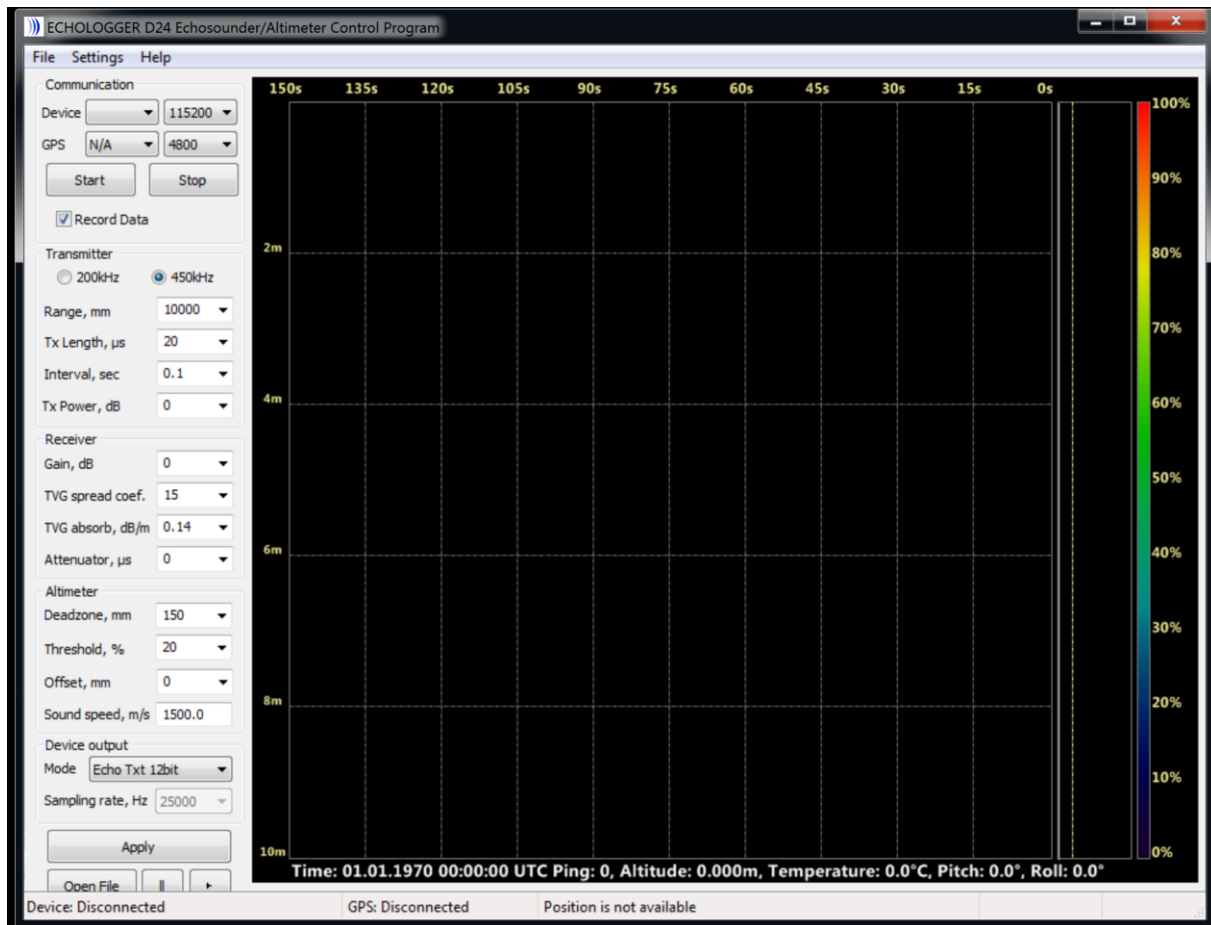 ECHOLOGGER D24 Echosounder/Altimeter Control Program
File Settings Help
Communication
Device 115200
GPS N/A 4800
Start Stop
Record Data
Transmitter
200kHz 450kHz
Range, mm 10000
Tx Length, µs 20
Interval, sec 0.1
Tx Power, dB 0
Receiver
Gain, dB 0
TVG spread coef. 15
TVG absorb, dB/m 0.14
Attenuator, µs 0
Altimeter
Deadzone, mm 150
Threshold, % 20
Offset, mm 0
Sound speed, m/s 1500.0
Device output
Mode Echo Txt 12bit
Sampling rate, Hz 25000
Apply
Open File
150s 135s 120s 105s 90s 75s 60s 45s 30s 15s 0s
2m
4m
6m
8m
10m
100%
90%
80%
70%
60%
50%
40%
30%
20%
10%
0%
Time: 01.01.1970 00:00:00 UTC Ping: 0, Altitude: 0.000m, Temperature: 0.0°C, Pitch: 0.0°, Roll: 0.0°
Device: Disconnected GPS: Disconnected Position is not available